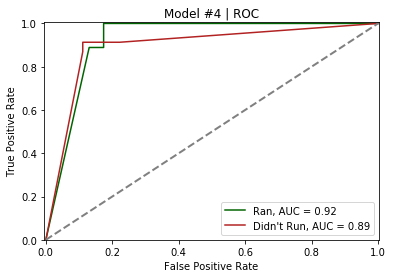 Model #4 | ROC
1.0
0.8
0.6
0.4
0.2
0.0
True Positive Rate
Ran, AUC = 0.92
Didn't Run, AUC = 0.89
0.0 0.2 0.4 0.6 0.8 1.0
False Positive Rate